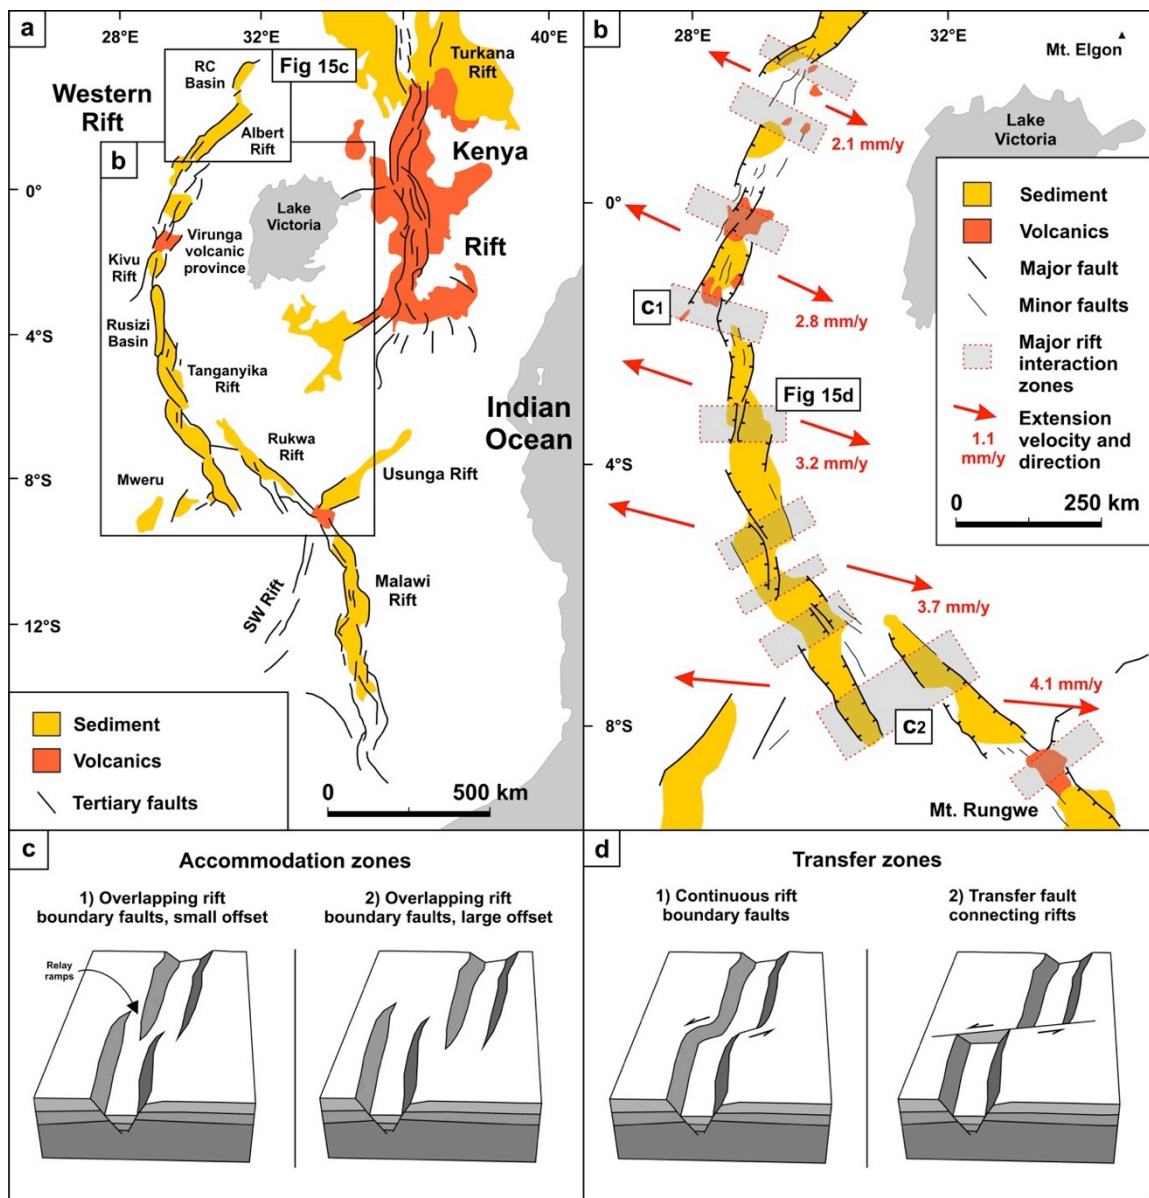 a
28°E
32°E
40°E
RC
Basin
Fig 15c
Turkana
Rift
Western
Rift
Albert
Rift
b
Kenya
0°
Lake
Victoria
Rift
Virunga
volcanic
province
Kivu
Rift
Rusizi
Basin
4°S
Tanganyika
Rift
Indian
Ocean
Rukwa
Rift
Usunga Rift
8°S
Mweru
Malawi
Rift
SW Rift
12°S
Sediment
Volcanics
Tertiary faults
0
500 km
b
28°E
32°E
Mt. Elgon
Lake
Victoria
2.1 mm/y
0°
C1
2.8 mm/y
Fig 15d
3.2 mm/y
4°S
3.7 mm/y
4.1 mm/y
C2
8°S
Mt. Rungwe
Sediment
Volcanics
Major fault
Minor faults
Major rift
interaction
zones
Extension
velocity and
direction
1.1
mm/y
0
250 km
c
Accommodation zones
1) Overlapping rift
boundary faults, small offset
2) Overlapping rift
boundary faults, large offset
Relay
ramps
d
Transfer zones
1) Continuous rift
boundary faults
2) Transfer fault
connecting rifts